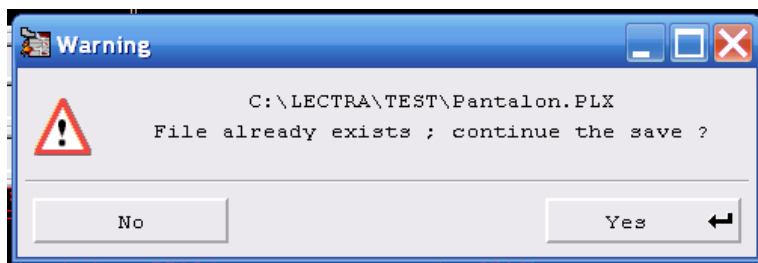 Warning
C:\LECTRA\TEST\Pantalon.PLX
File already exists ; continue the save ?
No
Yes